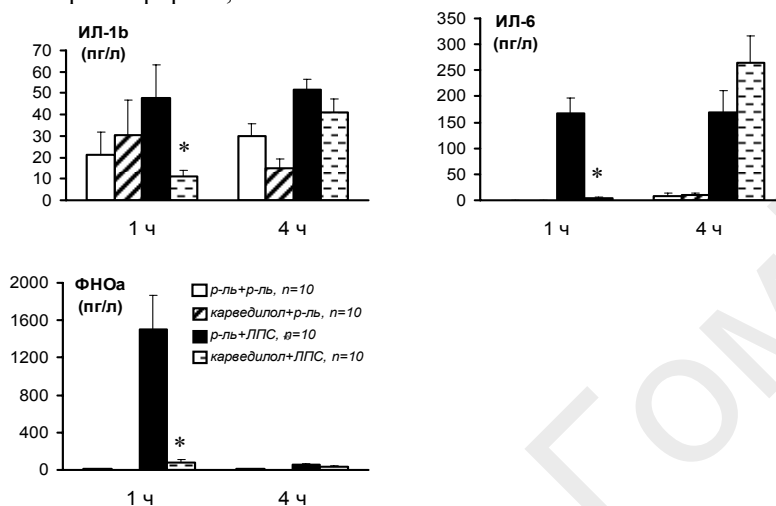 ИЛ-1b
(пг/л)
70
60
50
40
30
20
10
0
*
1 ч
4 ч
ИЛ-6
(пг/л)
350
300
250
200
150
100
50
0
*
1 ч
4 ч
ФНОa
(пг/л)
2000
1600
1200
800
400
0
р-ль+р-ль, n=10
карведилол+р-ль, n=10
р-ль+ЛПС, n=10
карведилол+ЛПС, n=10
*
1 ч
4 ч
Гом